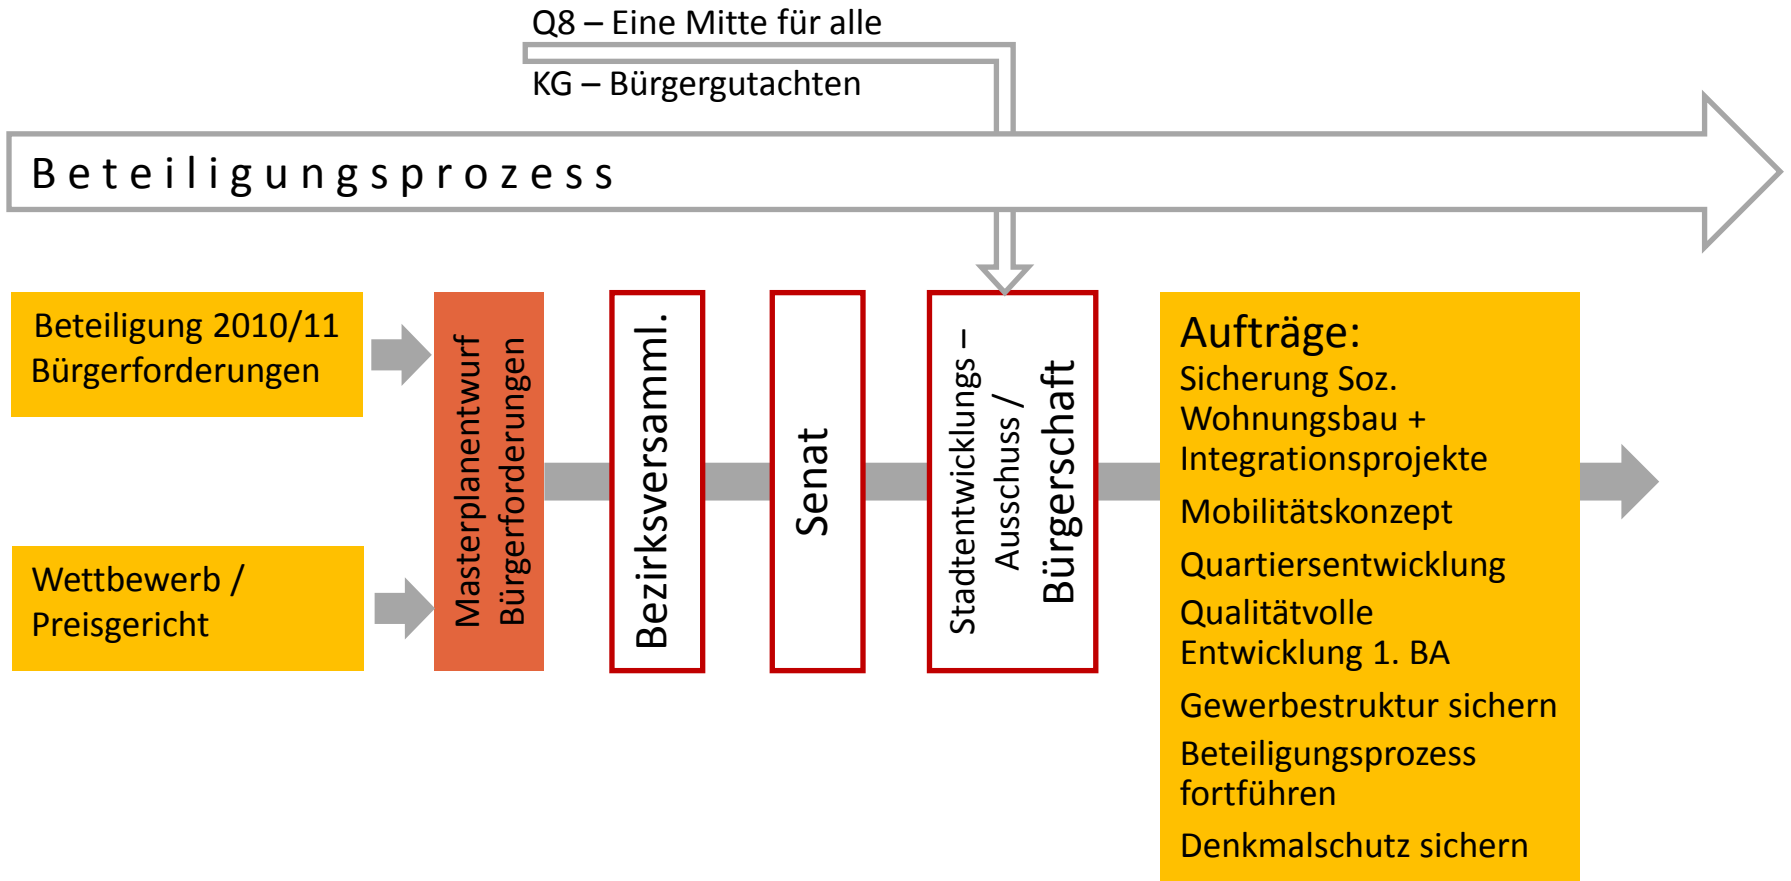 Q8 – Eine Mitte für alle
KG – Bürgergutachten
Beteiligungsprozess
Beteiligung 2010/11
Bürgerforderungen
Wettbewerb /
Preisgericht
Masterplanentwurf
Bürgerforderungen
Bezirksversamml.
Senat
Stadtentwicklungs –
Ausschuss /
Bürgerschaft
Aufträge:
Sicherung Soz.
Wohnungsbau +
Integrationsprojekte
Mobilitätskonzept
Quartiersentwicklung
Qualitätvolle
Entwicklung 1. BA
Gewerbestruktur sichern
Beteiligungsprozess
fortführen
Denkmalschutz sichern